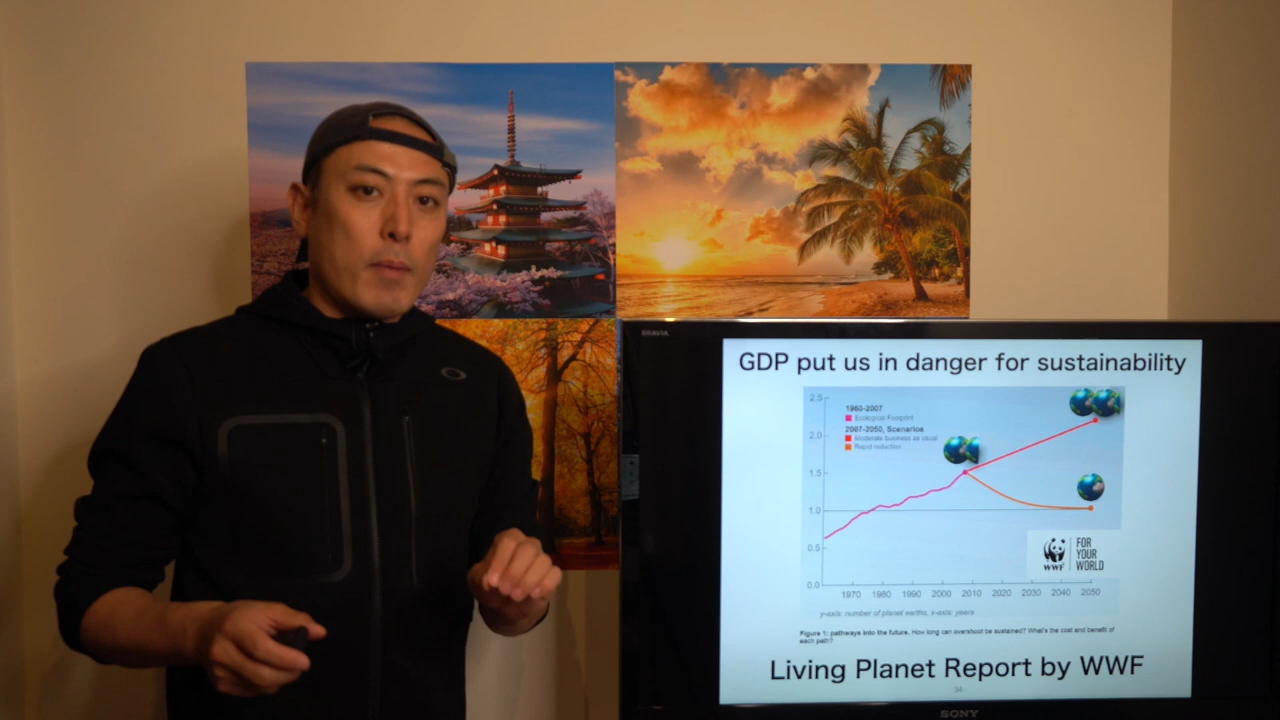 BRAVIA
GDP put us in danger for sustainability
2.5
2.0
1.5
1.0
0.5
0.0
1960-2007
Ecological Footprint
2007-2050, Scenarios
Moderate business as usual
Rapid reduction
WWF
FOR
YOUR
WORLD
1970 1980 1990 2000 2010 2020 2030 2040 2050
y-axis: number of planet earths, x-axis: years
Figure 1: pathways into the future. How long can overshoot be sustained? What's the cost and benefit of
each path?
Living Planet Report by WWF
34
SONY